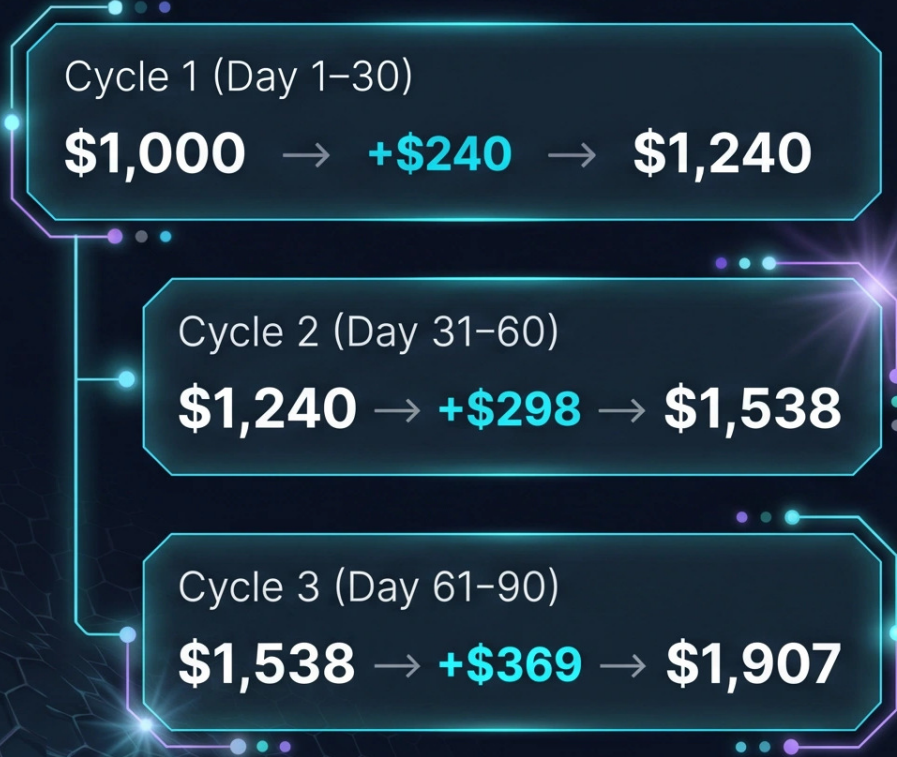 Cycle 1 (Day 1–30)
$1,000 → +$240 → $1,240
Cycle 2 (Day 31–60)
$1,240 → +$298 → $1,538
Cycle 3 (Day 61–90)
$1,538 → +$369 → $1,907